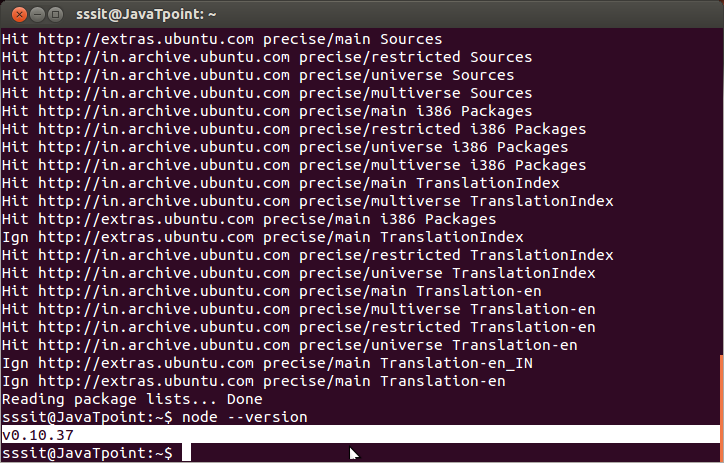 sssit@JavaTpoint: ~
Hit http://extras.ubuntu.com precise/main Sources
Hit http://in.archive.ubuntu.com precise/restricted Sources
Hit http://in.archive.ubuntu.com precise/universe Sources
Hit http://in.archive.ubuntu.com precise/multiverse Sources
Hit http://in.archive.ubuntu.com precise/main i386 Packages
Hit http://in.archive.ubuntu.com precise/restricted i386 Packages
Hit http://in.archive.ubuntu.com precise/universe i386 Packages
Hit http://in.archive.ubuntu.com precise/multiverse i386 Packages
Hit http://in.archive.ubuntu.com precise/main TranslationIndex
Hit http://in.archive.ubuntu.com precise/multiverse TranslationIndex
Hit http://extras.ubuntu.com precise/main i386 Packages
Ign http://extras.ubuntu.com precise/main TranslationIndex
Hit http://in.archive.ubuntu.com precise/restricted TranslationIndex
Hit http://in.archive.ubuntu.com precise/universe TranslationIndex
Hit http://in.archive.ubuntu.com precise/main Translation-en
Hit http://in.archive.ubuntu.com precise/multiverse Translation-en
Hit http://in.archive.ubuntu.com precise/restricted Translation-en
Hit http://in.archive.ubuntu.com precise/universe Translation-en
Ign http://extras.ubuntu.com precise/main Translation-en_IN
Ign http://extras.ubuntu.com precise/main Translation-en
Reading package lists... Done
sssit@JavaTpoint:~$ node --version
v0.10.37
sssit@JavaTpoint:~$